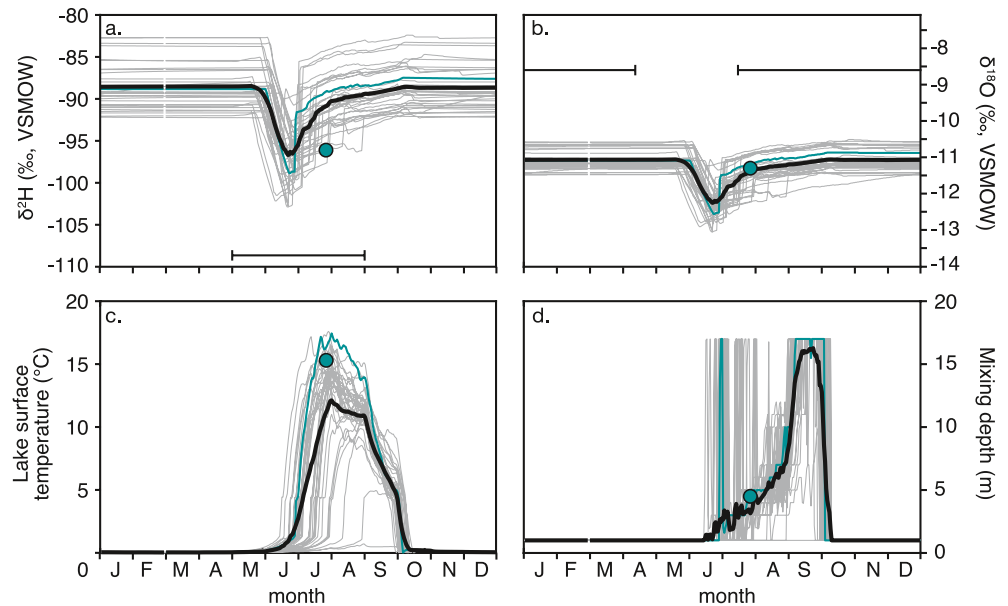 a.
-80
-85
-90
-95
-100
-105
-110
δ²H (‰, VSMOW)
b.
-7
-8
-9
-10
-11
-12
-13
-14
δ¹⁸O (‰, VSMOW)
c.
20
15
10
5
0
Lake surface
temperature (°C)
J F M A M J J A S O N D
month
d.
20
15
10
5
0
Mixing depth (m)
J F M A M J J A S O N D
month